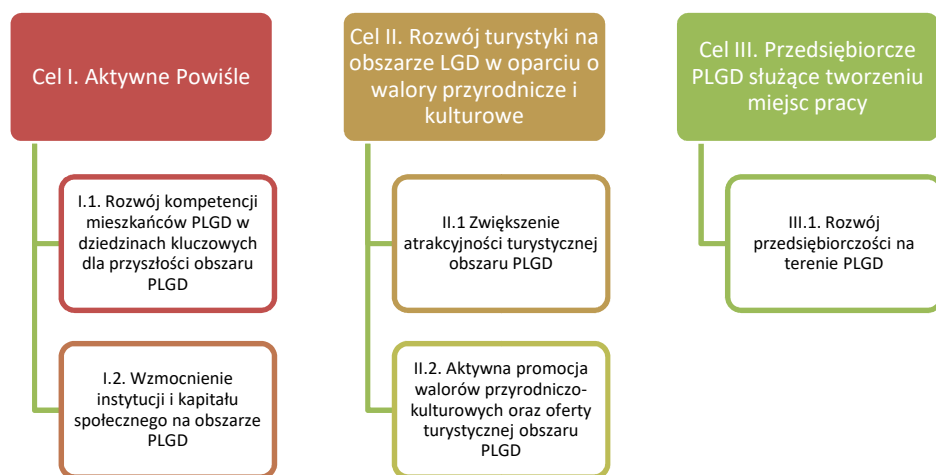 Cel I. Aktywne Powiśle
I.1. Rozwój kompetencji
mieszkańców PLGD w
dziedzinach kluczowych
dla przyszłości obszaru
PLGD
I.2. Wzmocnienie
instytucji i kapitału
społecznego na obszarze
PLGD
Cel II. Rozwój turystyki na
obszarze LGD w oparciu o
walory przyrodnicze i
kulturowe
II.1 Zwiększenie
atrakcyjności turystycznej
obszaru PLGD
II.2. Aktywna promocja
walorów przyrodniczo-
kulturowych oraz oferty
turystycznej obszaru
PLGD
Cel III. Przedsiębiorcze
PLGD służące tworzeniu
miejsc pracy
III.1. Rozwój
przedsiębiorczości na
terenie PLGD